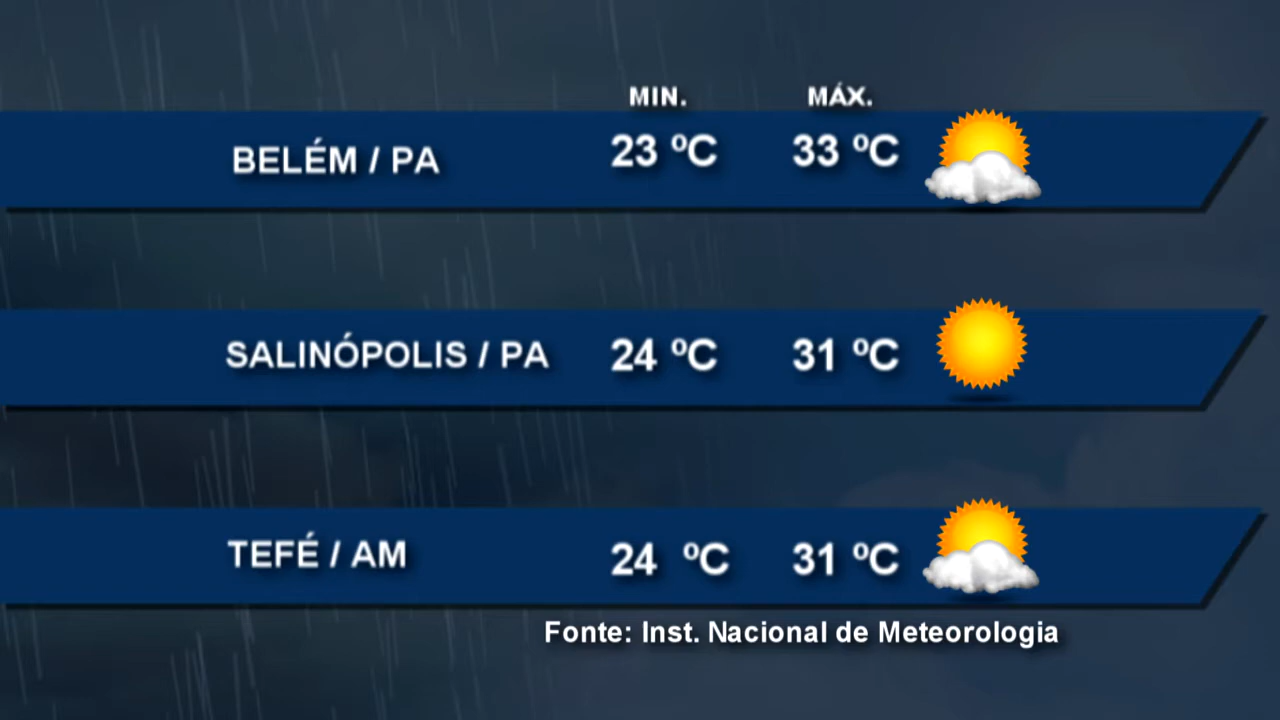 MIN. MÁX.
BELÉM / PA 23 ºC 33 ºC
SALINÓPOLIS / PA 24 ºC 31 ºC
TEFÉ / AM 24 ºC 31 ºC
Fonte: Inst. Nacional de Meteorologia